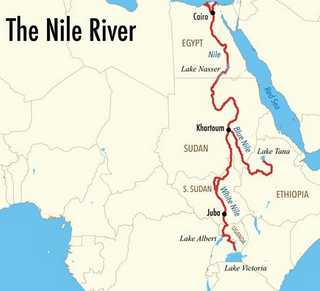 The Nile River
Cairo
EGYPT
Nile
Lake Nasser
Red Sea
Khartoum
Blue Nile
Lake Tana
SUDAN
S. SUDAN
White Nile
ETHIOPIA
Juba
UGANDA
Lake Albert
Lake Victoria